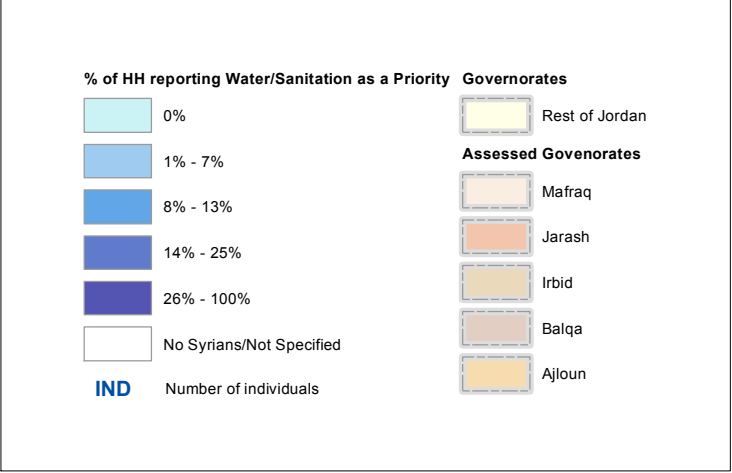 % of HH reporting Water/Sanitation as a Priority
0%
1% - 7%
8% - 13%
14% - 25%
26% - 100%
No Syrians/Not Specified
IND Number of individuals
Governorates
Rest of Jordan
Assessed Govenorates
Mafraq
Jarash
Irbid
Balqa
Ajloun